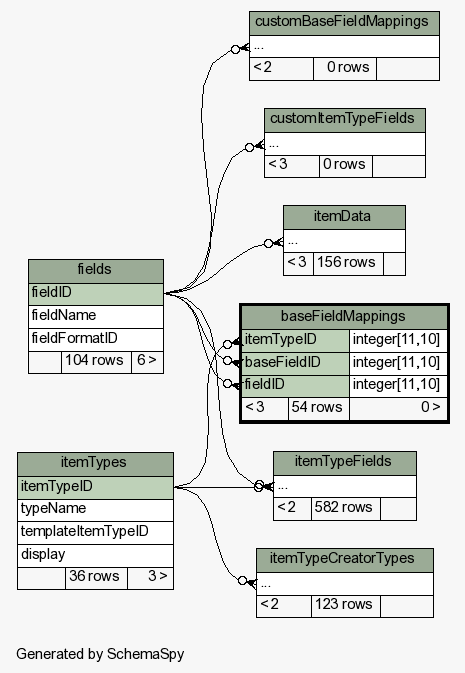 customBaseFieldMappings
...
< 2 0 rows
customItemTypeFields
...
< 3 0 rows
itemData
...
< 3 156 rows
fields
fieldID
fieldName
fieldFormatID
104 rows 6 >
baseFieldMappings
itemTypeID integer[11,10]
baseFieldID integer[11,10]
fieldID integer[11,10]
< 3 54 rows 0 >
itemTypes
itemTypeID
typeName
templateItemTypeID
display
36 rows 3 >
itemTypeFields
...
< 2 582 rows
itemTypeCreatorTypes
...
< 2 123 rows
Generated by SchemaSpy